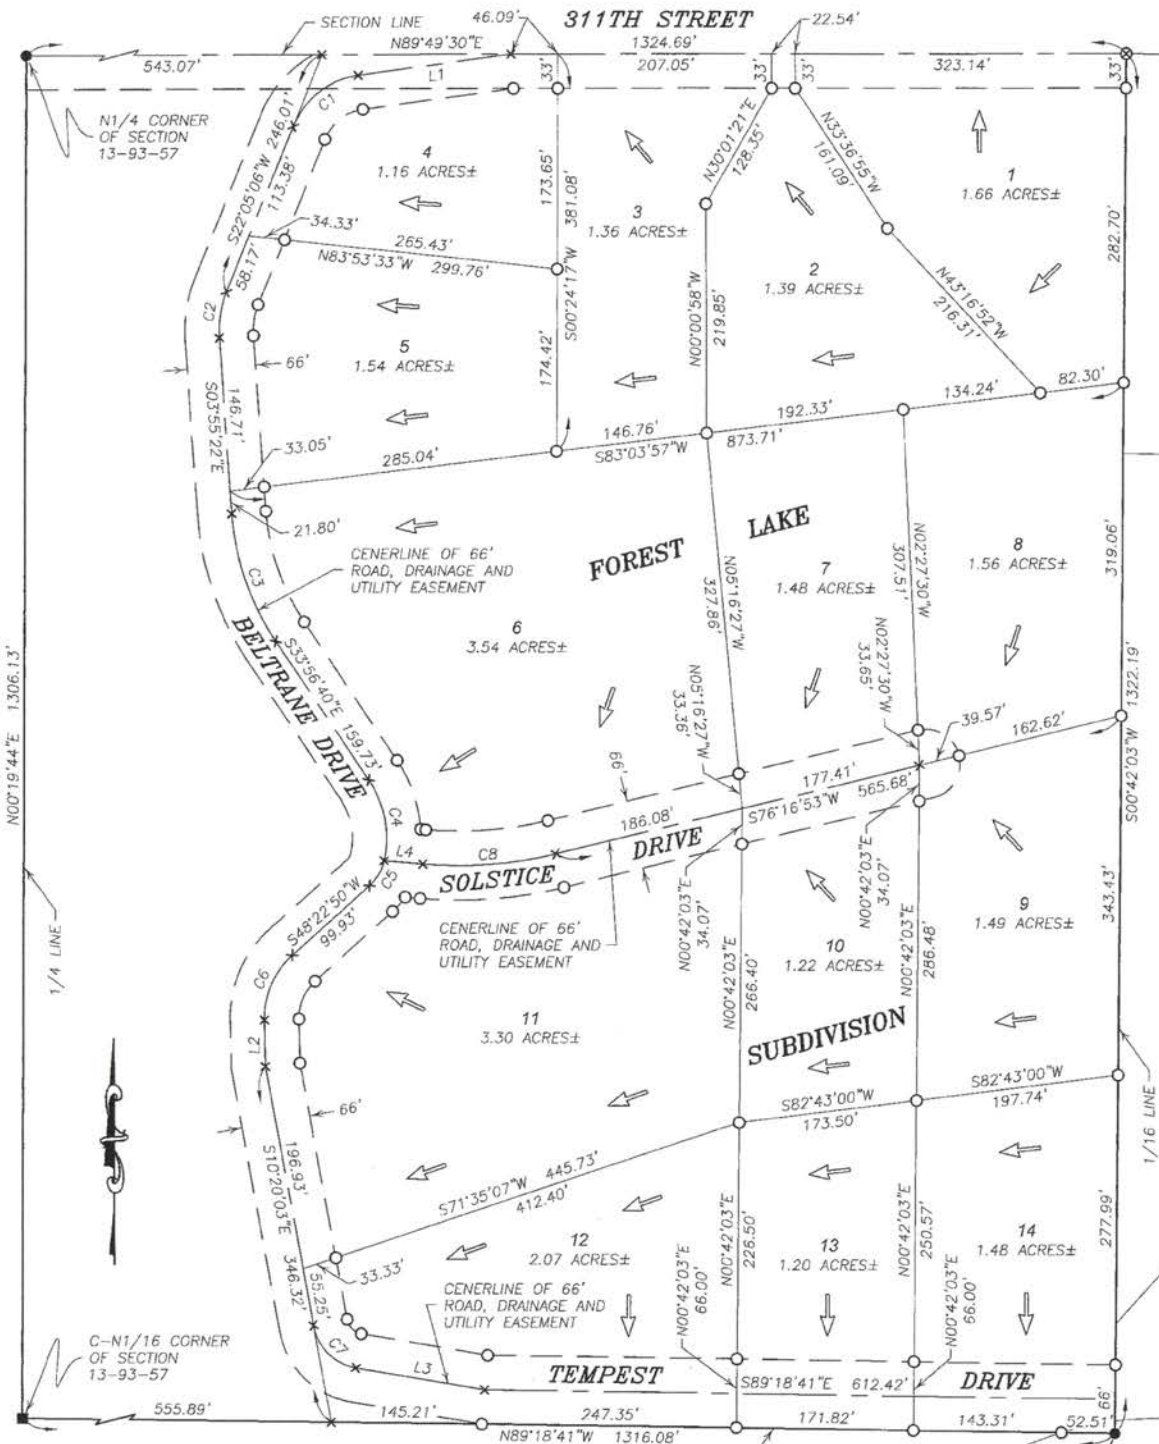 311TH STREET
SECTION LINE
46.09'
22.54'
N89°49'30"E
1324.69'
543.07'
L1
33'
207.05'
33'
33'
323.14'
33'
C1
N1/4 CORNER
OF SECTION
13-93-57
S22°05'06"W 246.01'
113.38'
4
1.16 ACRES±
173.65'
381.08'
S00°24'17"W
N30°01'21"E
128.35'
N33°36'55"W
161.09'
1
1.66 ACRES±
282.70'
3
1.36 ACRES±
34.33'
265.43'
N83°53'33"W 299.76'
58.17'
2
1.39 ACRES±
N43°16'52"W
216.31'
C2
N00°00'58"W
219.85'
5
1.54 ACRES±
66'
174.42'
S03°55'22"E
146.71'
134.24'
82.30'
192.33'
146.76'
873.71'
S83°03'57"W
33.05'
285.04'
21.80'
CENERLINE OF 66'
ROAD, DRAINAGE AND
UTILITY EASEMENT
C3
FOREST LAKE
N05°16'27"W
327.86'
7
1.48 ACRES±
N02°27'30"W
307.51'
8
1.56 ACRES±
319.06'
6
3.54 ACRES±
BELTRANE DRIVE
S33°56'40"E 159.73'
N05°16'27"W
33.36'
N02°27'30"W
33.65'
39.57'
162.62'
S00°42'03"W 1322.19'
N00°19'44"E 1306.13'
66'
177.41'
S76°16'53"W 565.68'
186.08'
C4
L4
C8
C5
SOLSTICE DRIVE
S48°22'50"W
99.93'
CENERLINE OF 66'
ROAD, DRAINAGE AND
UTILITY EASEMENT
N00°42'03"E
34.07'
N00°42'03"E
34.07'
N00°42'03"E
266.40'
10
1.22 ACRES±
N00°42'03"E
286.48'
9
1.49 ACRES±
343.43'
1/4 LINE
C6
11
3.30 ACRES±
L2
SUBDIVISION
66'
S82°43'00"W
173.50'
S82°43'00"W
197.74'
1/16 LINE
S10°20'03"E
196.93'
346.32'
S71°35'07"W 445.73'
412.40'
N00°42'03"E
226.50'
N00°42'03"E
250.57'
277.99'
12
2.07 ACRES±
13
1.20 ACRES±
14
1.48 ACRES±
33.33'
55.25'
CENERLINE OF 66'
ROAD, DRAINAGE AND
UTILITY EASEMENT
N00°42'03"E
66.00'
N00°42'03"E
66.00'
C-N1/16 CORNER
OF SECTION
13-93-57
C7
L3
TEMPEST DRIVE
S89°18'41"E 612.42'
66'
555.89'
145.21'
247.35'
171.82'
143.31'
52.51'
N89°18'41"W 1316.08'